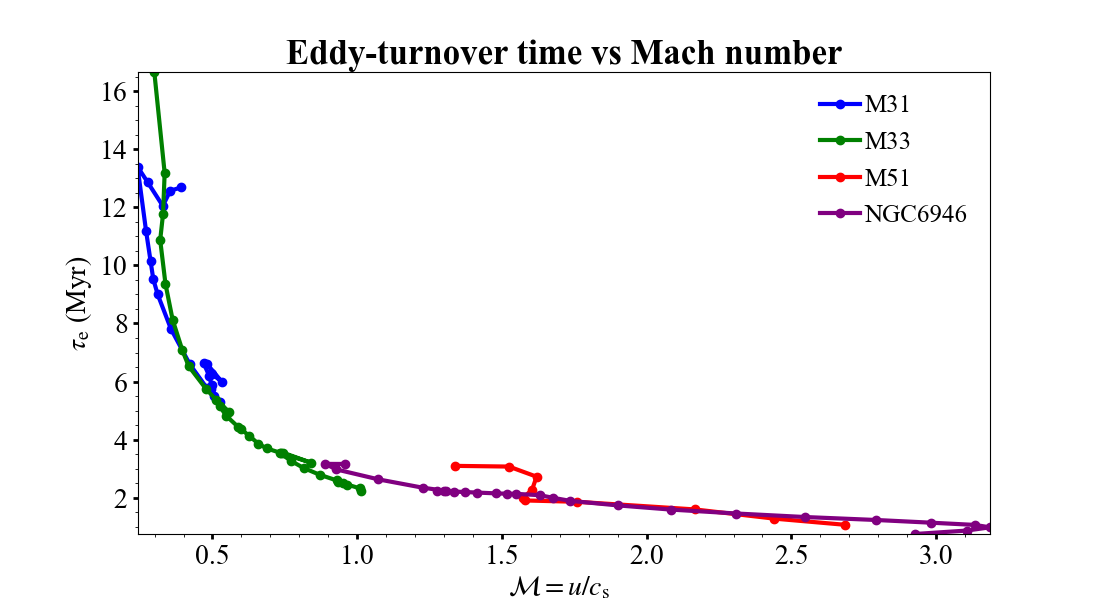 Eddy-turnover time vs Mach number
16
14
12
10
8
6
4
2
τe (Myr)
M31
M33
M51
NGC6946
0.5 1.0 1.5 2.0 2.5 3.0
ℳ = u/cs